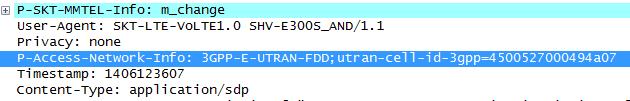 P-SKT-MMTEL-Info: m_change
User-Agent: SKT-LTE-VoLTE1.0 SHV-E300S_AND/1.1
Privacy: none
P-Access-Network-Info: 3GPP-E-UTRAN-FDD;utran-cell-id-3gpp=4500527000494a07
Timestamp: 1406123607
Content-Type: application/sdp